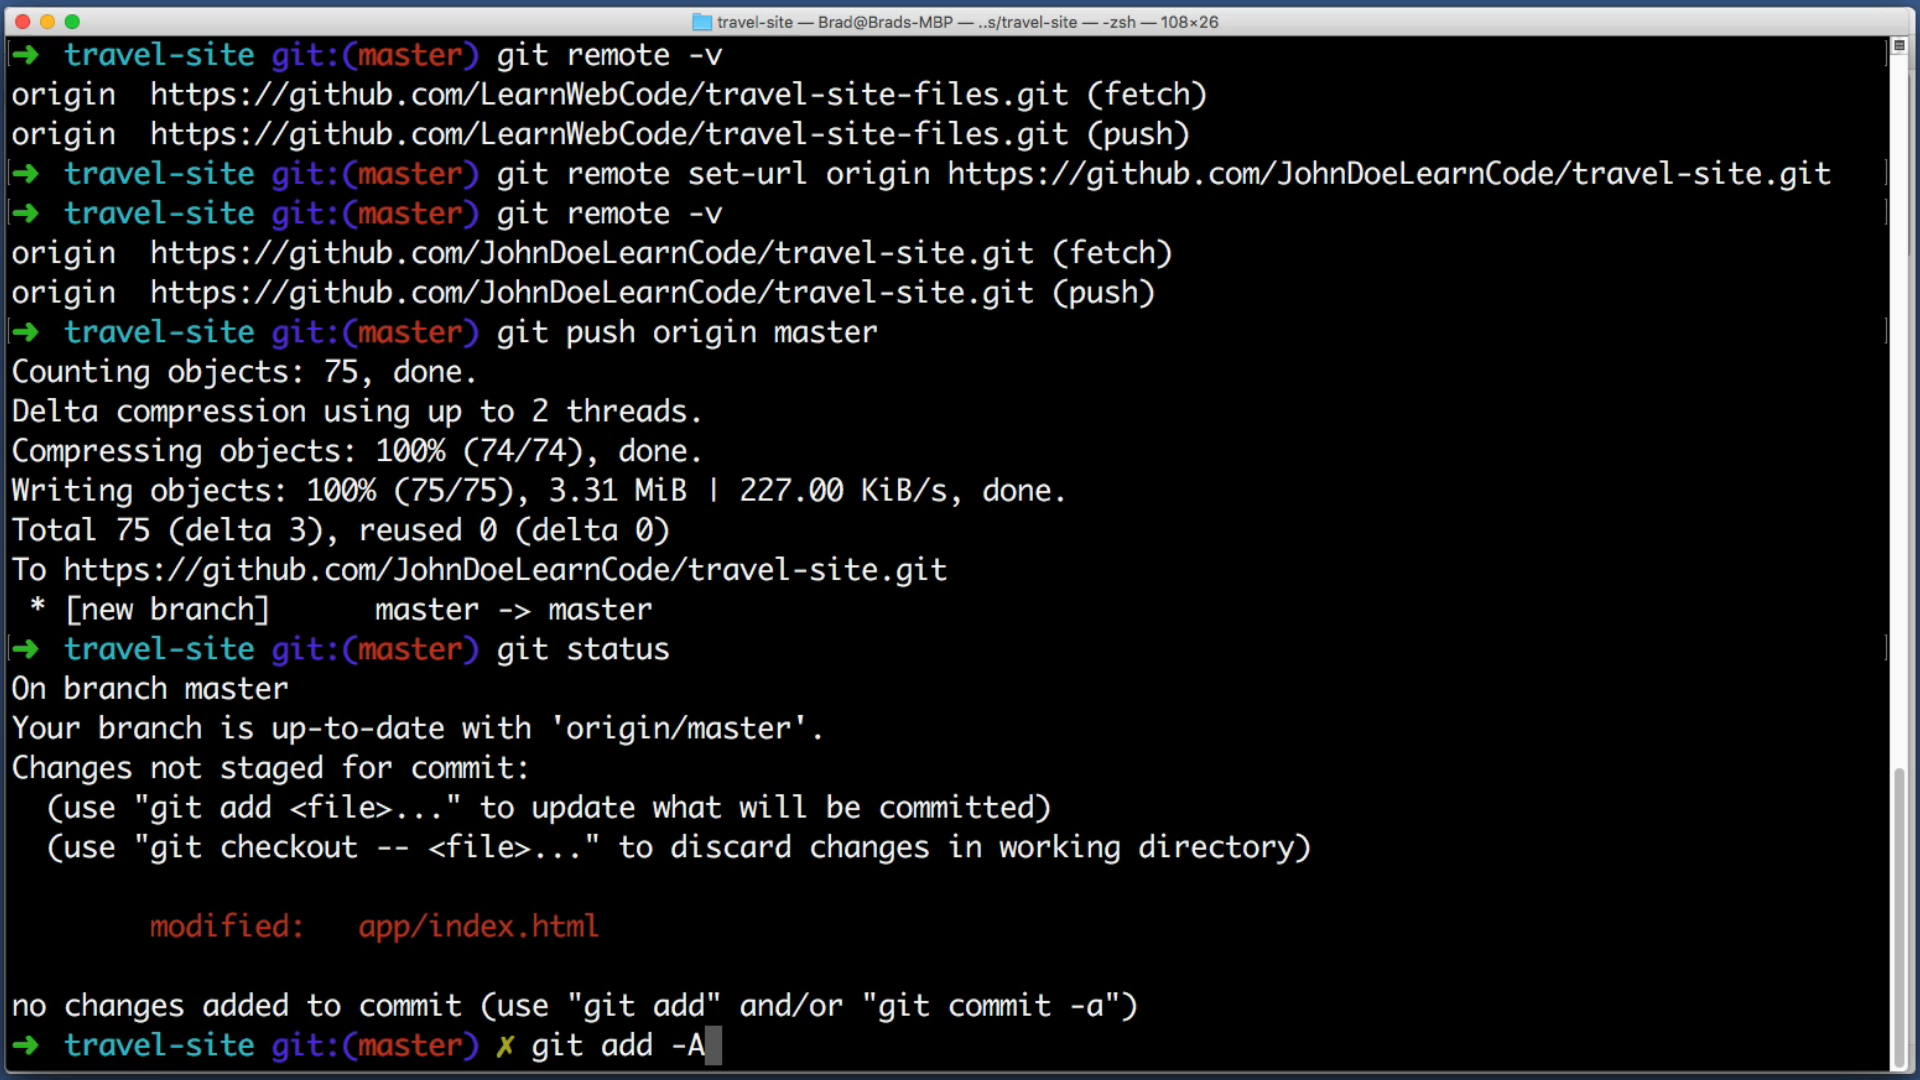 travel-site — Brad@Brads-MBP — ..s/travel-site — -zsh — 108×26
➜ travel-site git:(master) git remote -v
origin https://github.com/LearnWebCode/travel-site-files.git (fetch)
origin https://github.com/LearnWebCode/travel-site-files.git (push)
➜ travel-site git:(master) git remote set-url origin https://github.com/JohnDoeLearnCode/travel-site.git
➜ travel-site git:(master) git remote -v
origin https://github.com/JohnDoeLearnCode/travel-site.git (fetch)
origin https://github.com/JohnDoeLearnCode/travel-site.git (push)
➜ travel-site git:(master) git push origin master
Counting objects: 75, done.
Delta compression using up to 2 threads.
Compressing objects: 100% (74/74), done.
Writing objects: 100% (75/75), 3.31 MiB | 227.00 KiB/s, done.
Total 75 (delta 3), reused 0 (delta 0)
To https://github.com/JohnDoeLearnCode/travel-site.git
 * [new branch]      master -> master
➜ travel-site git:(master) git status
On branch master
Your branch is up-to-date with 'origin/master'.
Changes not staged for commit:
  (use "git add <file>..." to update what will be committed)
  (use "git checkout -- <file>..." to discard changes in working directory)
modified:   app/index.html
no changes added to commit (use "git add" and/or "git commit -a")
➜ travel-site git:(master) ✗ git add -A